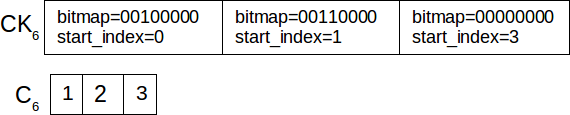 CK6
bitmap=00100000
start_index=0
bitmap=00110000
start_index=1
bitmap=00000000
start_index=3
C6
1 2 3